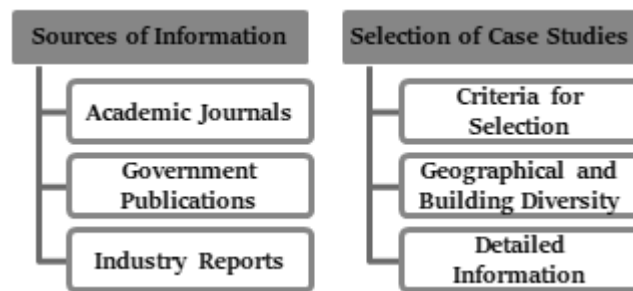 Sources of Information
Academic Journals
Government
Publications
Industry Reports
Selection of Case Studies
Criteria for
Selection
Geographical and
Building Diversity
Detailed
Information